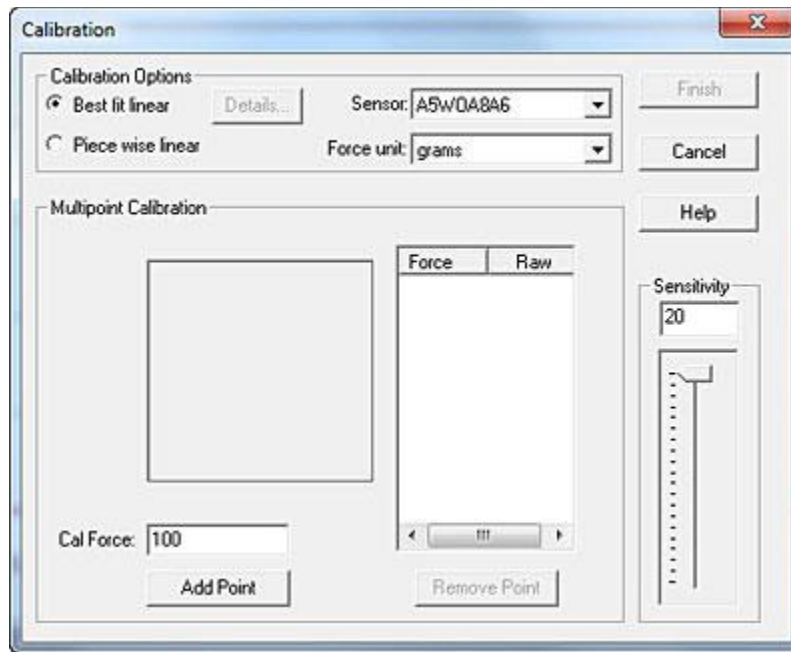 Calibration
Calibration Options
Best fit linear
Details...
Sensor: A5W0A8A6
Piece wise linear
Force unit: grams
Finish
Cancel
Help
Multipoint Calibration
Force Raw
Sensitivity
20
Cal Force: 100
Add Point
Remove Point